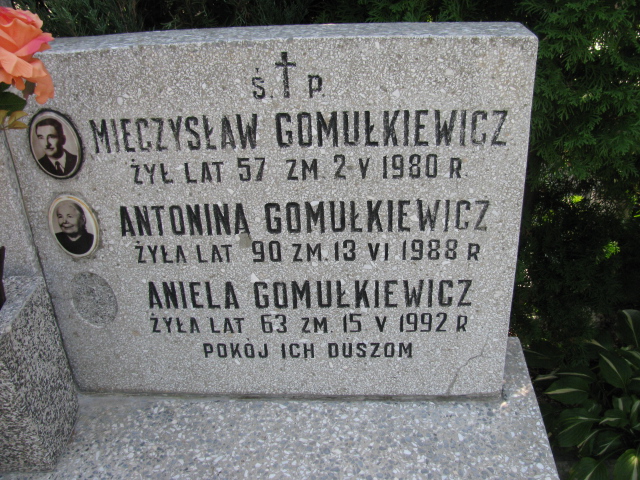 Ś. P.
MIECZYSŁAW GOMUŁKIEWICZ
ŻYŁ LAT 57 ZM. 2 V 1980 R.
ANTONINA GOMUŁKIEWICZ
ŻYŁA LAT 90 ZM. 13 VI 1988 R
ANIELA GOMUŁKIEWICZ
ŻYŁA LAT 63 ZM 15 V 1992 R
POKÓJ ICH DUSZOM